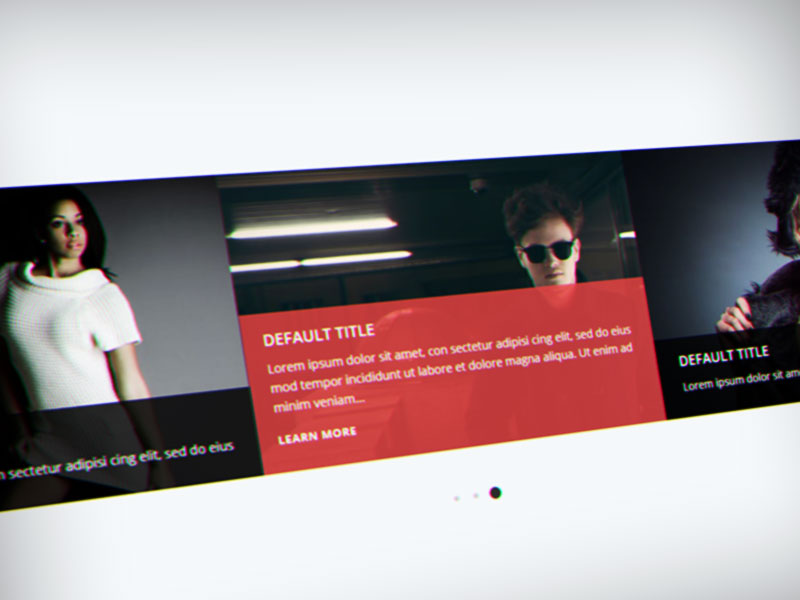 n sectetur adipisi cing elit, sed do eius
DEFAULT TITLE
Lorem ipsum dolor sit amet, con sectetur adipisi cing elit, sed do eius
mod tempor incididunt ut labore et dolore magna aliqua. Ut enim ad
minim veniam...
LEARN MORE
DEFAULT TITLE
Lorem ipsum dolor sit am